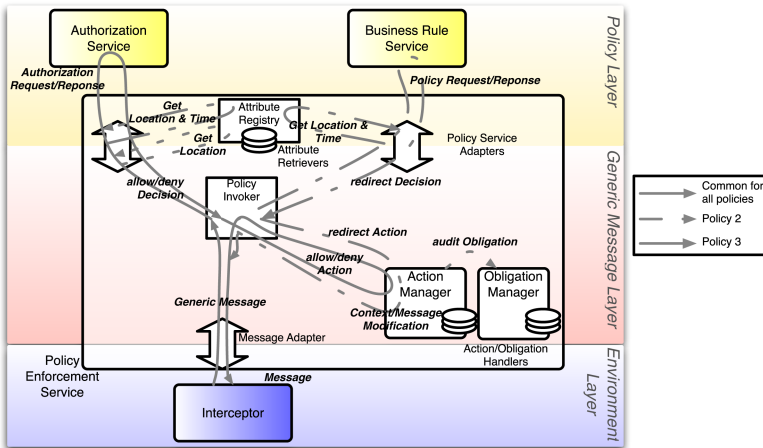 Authorization
Service
Business Rule
Service
Policy Layer
Authorization
Request/Reponse
Policy Request/Reponse
Get
Location & Time
Attribute
Registry
Get Location &
Time
Get
Location
Attribute
Retrievers
Policy Service
Adapters
Generic Message Layer
allow/deny
Decision
Policy
Invoker
redirect Decision
Common for
all policies
Policy 2
Policy 3
redirect Action
audit Obligation
allow/deny
Action
Action
Manager
Obligation
Manager
Generic Message
Context/Message
Modification
Message Adapter
Action/Obligation
Handlers
Policy
Enforcement
Service
Message
Environment
Layer
Interceptor